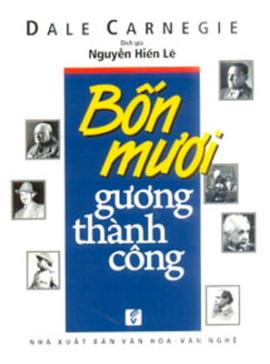 DALE CARNEGIE
Dịch giả
Nguyễn Hiến Lê
Bốn
mươi
gương
thành
công
NHÀ XUẤT BẢN VĂN HÓA - VĂN NGHỆ